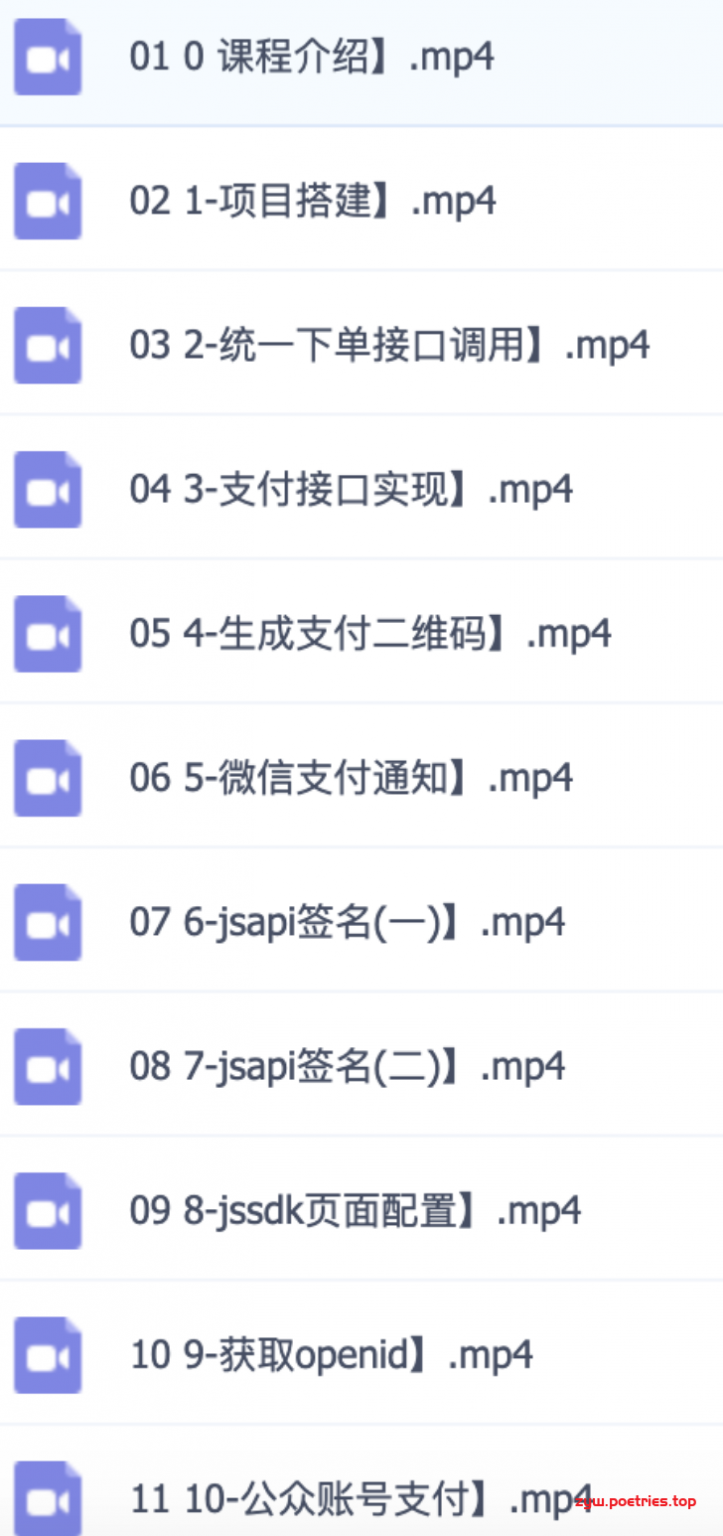 01 0 课程介绍】.mp4
02 1-项目搭建】.mp4
03 2-统一下单接口调用】.mp4
04 3-支付接口实现】.mp4
05 4-生成支付二维码】.mp4
06 5-微信支付通知】.mp4
07 6-jsapi签名(一)】.mp4
08 7-jsapi签名(二)】.mp4
09 8-jssdk页面配置】.mp4
10 9-获取openid】.mp4
11 10-公众账号支付】.mp4
zyw.poetries.top